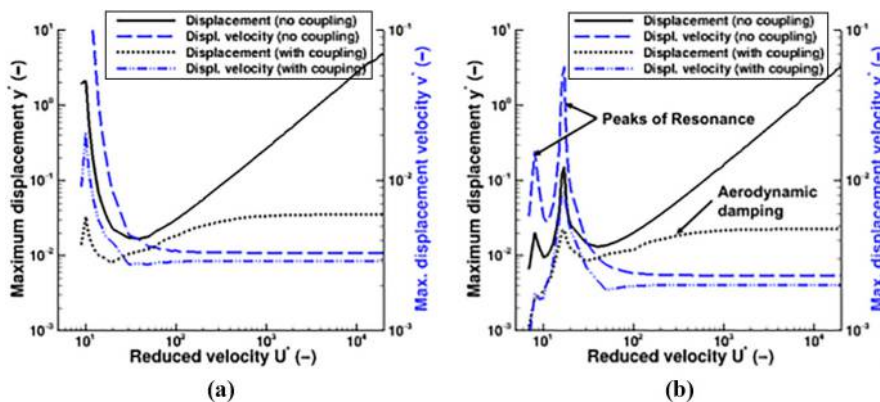 Displacement (no coupling)
Displ. velocity (no coupling)
Displacement (with coupling)
Displ. velocity (with couping)
Maximum displacement y* (–)
10¹
10⁰
10⁻¹
10⁻²
10⁻³
10⁻¹
10⁻²
10⁻³
Max. displacement velocity v* (–)
10¹ 10² 10³ 10⁴
Reduced velocity U* (–)
(a)
Displacement (no coupling)
Displ. velocity (no coupling)
Displacement (with coupling)
Displ. velocity (with couping)
Peaks of Resonance
Aerodynamic
damping
Maximum displacement y* (–)
10¹
10⁰
10⁻¹
10⁻²
10⁻³
10⁻¹
10⁻²
10⁻³
Max. displacement velocity v* (–)
10¹ 10² 10³ 10⁴
Reduced velocity U* (–)
(b)